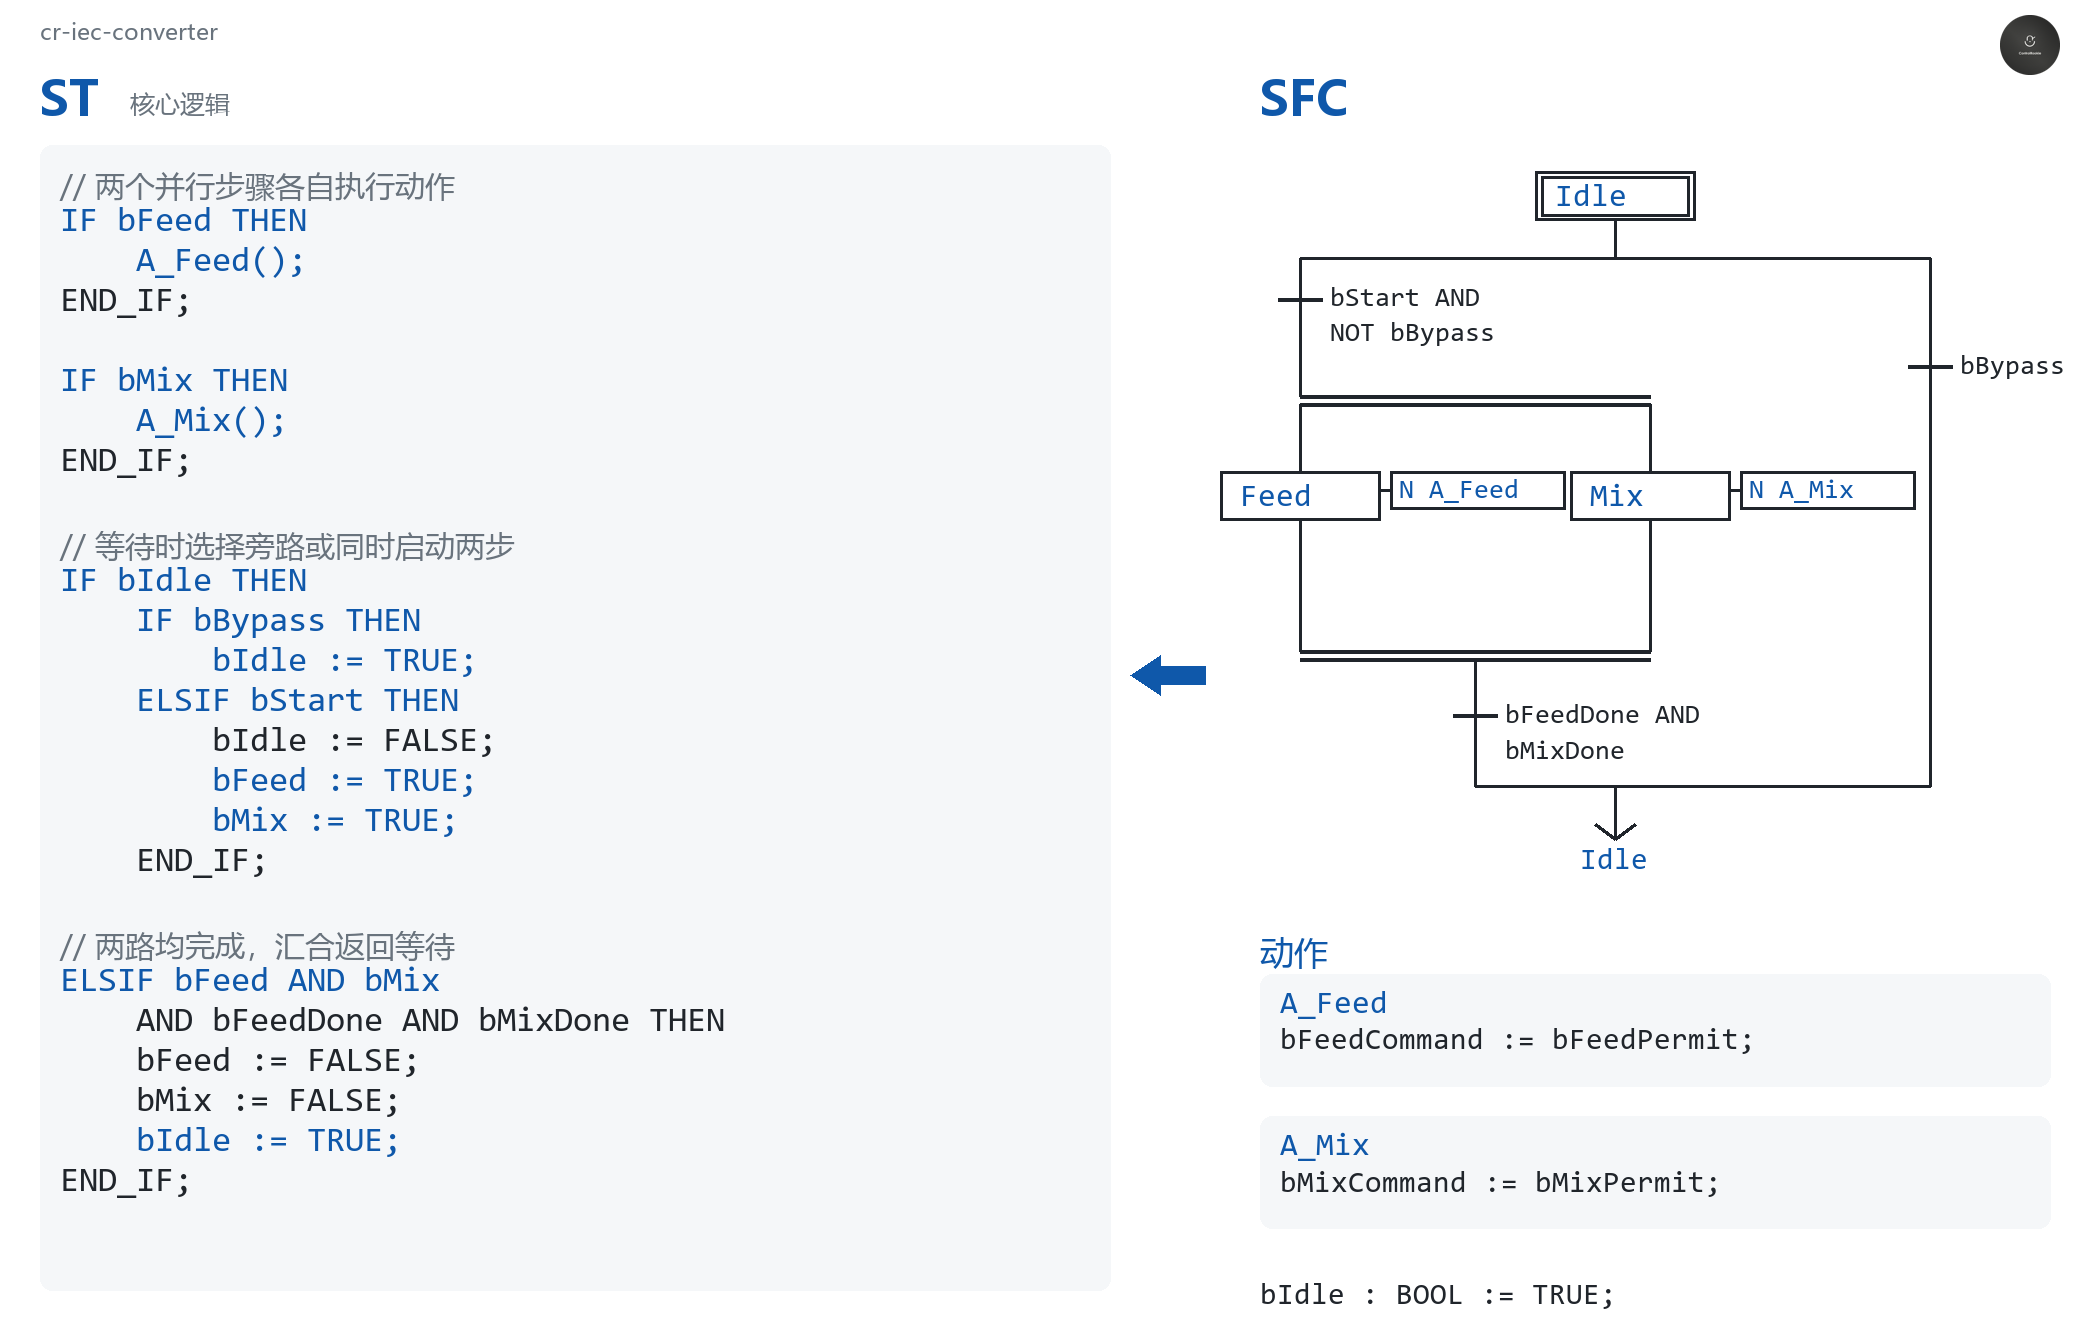 cr-iec-converter
ST 核心逻辑
// 两个并行步骤各自执行动作
IF bFeed THEN
A_Feed();
END_IF;
IF bMix THEN
A_Mix();
END_IF;
// 等待时选择旁路或同时启动两步
IF bIdle THEN
IF bBypass THEN
bIdle := TRUE;
ELSIF bStart THEN
bIdle := FALSE;
bFeed := TRUE;
bMix := TRUE;
END_IF;
// 两路均完成，汇合返回等待
ELSIF bFeed AND bMix
AND bFeedDone AND bMixDone THEN
bFeed := FALSE;
bMix := FALSE;
bIdle := TRUE;
END_IF;
SFC
Idle
bStart AND
NOT bBypass
bBypass
Feed
N A_Feed
Mix
N A_Mix
bFeedDone AND
bMixDone
Idle
动作
A_Feed
bFeedCommand := bFeedPermit;
A_Mix
bMixCommand := bMixPermit;
bIdle : BOOL := TRUE;